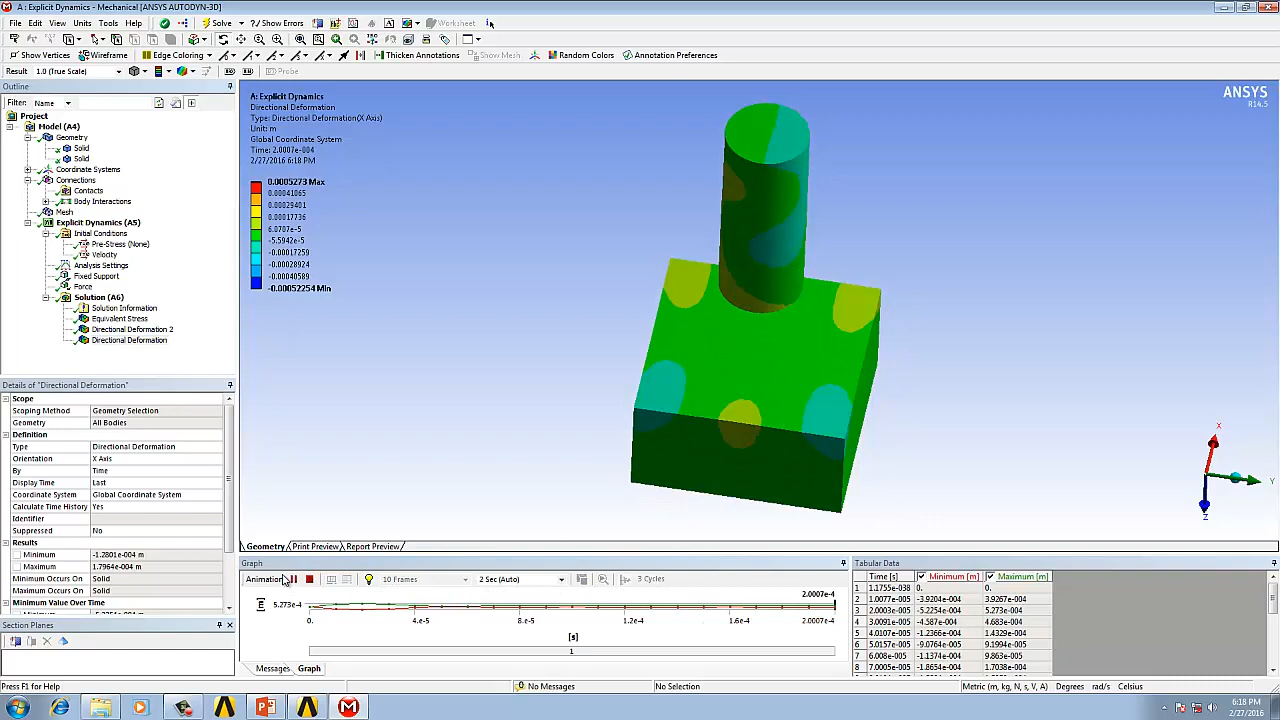 A : Explicit Dynamics - Mechanical [ANSYS AUTODYN-3D]
File Edit View Units Tools Help Solve ?/Show Errors A Worksheet
Show Vertices Wireframe Edge Coloring Thicken Annotations Show Mesh Random Colors Annotation Preferences
Result 1.0 (True Scale) Probe
Outline
Filter: Name
Project
Model (A4)
Geometry
Solid
Solid
Coordinate Systems
Connections
Contacts
Body Interactions
Mesh
Explicit Dynamics (A5)
Initial Conditions
Pre-Stress (None)
Velocity
Analysis Settings
Fixed Support
Force
Solution (A6)
Solution Information
Equivalent Stress
Directional Deformation 2
Directional Deformation
Details of "Directional Deformation"
Scope
Scoping Method Geometry Selection
Geometry All Bodies
Definition
Type Directional Deformation
Orientation X Axis
By Time
Display Time Last
Coordinate System Global Coordinate System
Calculate Time History Yes
Identifier
Suppressed No
Results
Minimum -1.2801e-004 m
Maximum 1.7964e-004 m
Minimum Occurs On Solid
Maximum Occurs On Solid
Minimum Value Over Time
Section Planes
A: Explicit Dynamics
Directional Deformation
Type: Directional Deformation(X Axis)
Unit: m
Global Coordinate System
Time: 2.0007e-004
2/27/2016 6:18 PM
0.0005273 Max
0.00041065
0.00029401
0.00017736
6.0707e-5
-5.5942e-5
-0.00017259
-0.00028924
-0.00040589
-0.00052254 Min
ANSYS
R14.5
X
Y
Z
Geometry Print Preview Report Preview
Graph
Animation 10 Frames 2 Sec (Auto) 3 Cycles
2.0007e-4
[m] 5.273e-4
0. 4.e-5 8.e-5 1.2e-4 1.6e-4 2.0007e-4
[s]
1
Messages Graph
Tabular Data
Time [s] Minimum [m] Maximum [m]
1 1.1755e-038 0. 0.
2 1.0077e-005 -3.9204e-004 3.9267e-004
3 2.0003e-005 -5.2254e-004 5.273e-004
4 3.0091e-005 -4.587e-004 4.683e-004
5 4.0107e-005 -1.2366e-004 1.4329e-004
6 5.0157e-005 -9.0764e-005 9.1994e-005
7 6.008e-005 -1.1374e-004 9.863e-005
8 7.0005e-005 -1.8654e-004 1.7038e-004
Press F1 for Help No Messages No Selection Metric (m, kg, N, s, V, A) Degrees rad/s Celsius
6:18 PM
2/27/2016